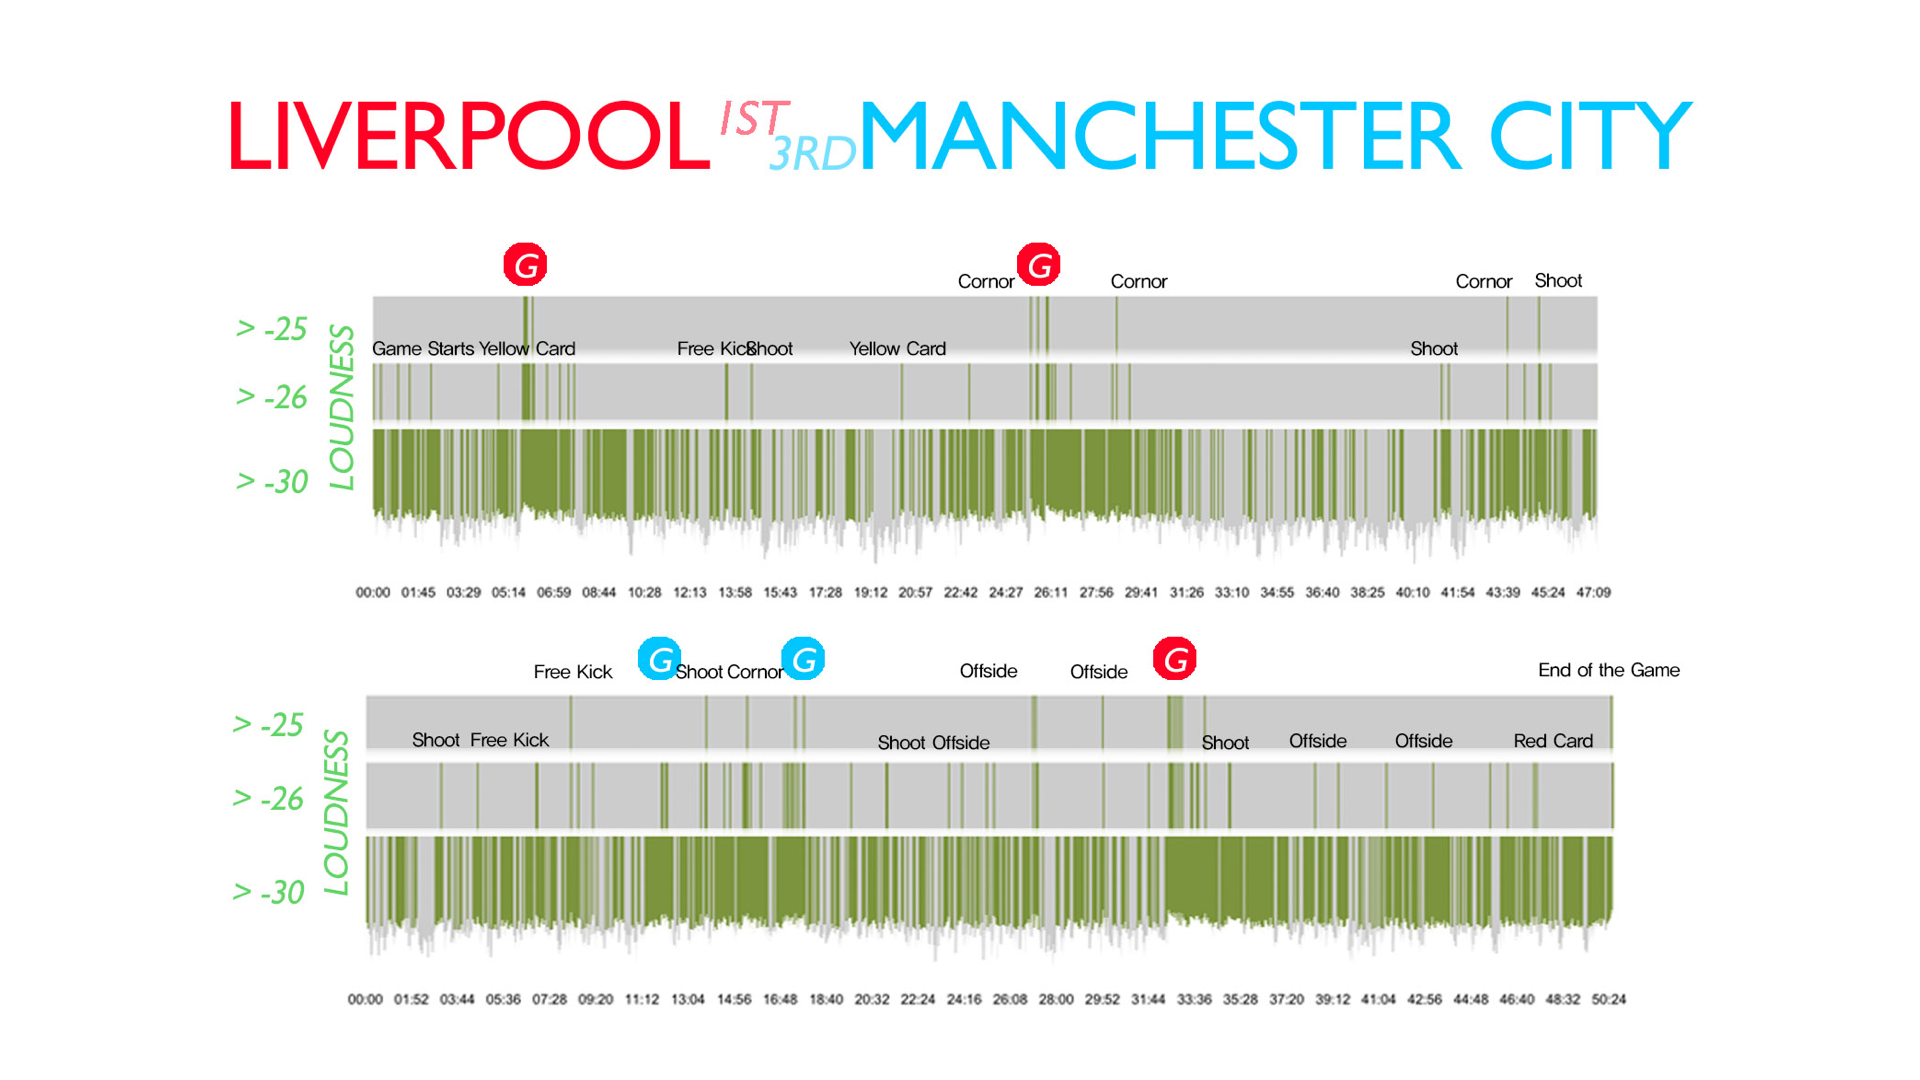 LIVERPOOL 1ST 3RD MANCHESTER CITY
G G
Cornor Cornor Cornor Shoot
> -25
Game Starts Yellow Card Free Kick Shoot Yellow Card Shoot
> -26
> -30
LOUDNESS
00:00 01:45 03:29 05:14 06:59 08:44 10:28 12:13 13:58 15:43 17:28 19:12 20:57 22:42 24:27 26:11 27:56 29:41 31:26 33:10 34:55 36:40 38:25 40:10 41:54 43:39 45:24 47:09
G G G
Free Kick Shoot Cornor Offside Offside End of the Game
> -25
Shoot Free Kick Shoot Offside Shoot Offside Offside Red Card
> -26
> -30
LOUDNESS
00:00 01:52 03:44 05:36 07:28 09:20 11:12 13:04 14:56 16:48 18:40 20:32 22:24 24:16 26:08 28:00 29:52 31:44 33:36 35:28 37:20 39:12 41:04 42:56 44:48 46:40 48:32 50:24